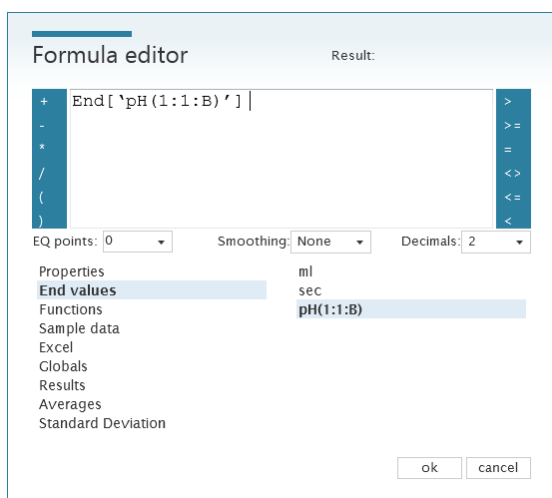 Formula editor
Result:
+
-
*
/
(
)
End[‘pH(1:1:B)’]
>
>=
=
<>
<=
<
EQ points: 0 Smoothing: None Decimals: 2
Properties
End values
Functions
Sample data
Excel
Globals
Results
Averages
Standard Deviation
ml
sec
pH(1:1:B)
ok cancel